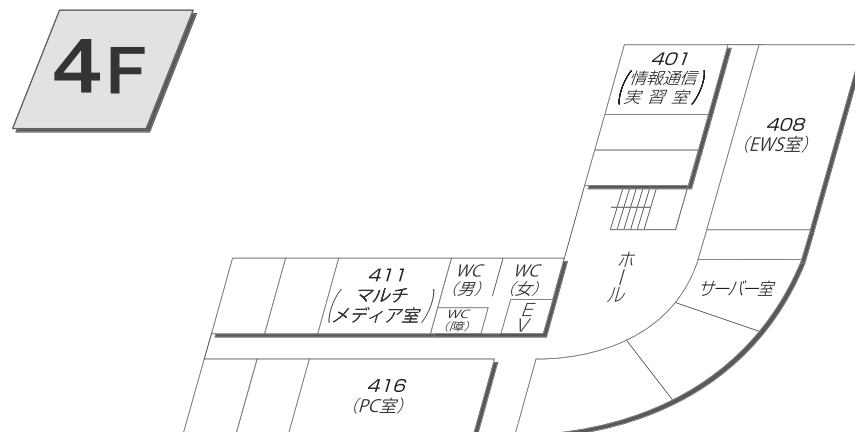 4F
401
(情報通信
実習室)
408
(EWS室)
ホール
サーバー室
411
(マルチ
メディア室)
WC
(男)
WC
(女)
WC
(障)
EV
416
(PC室)